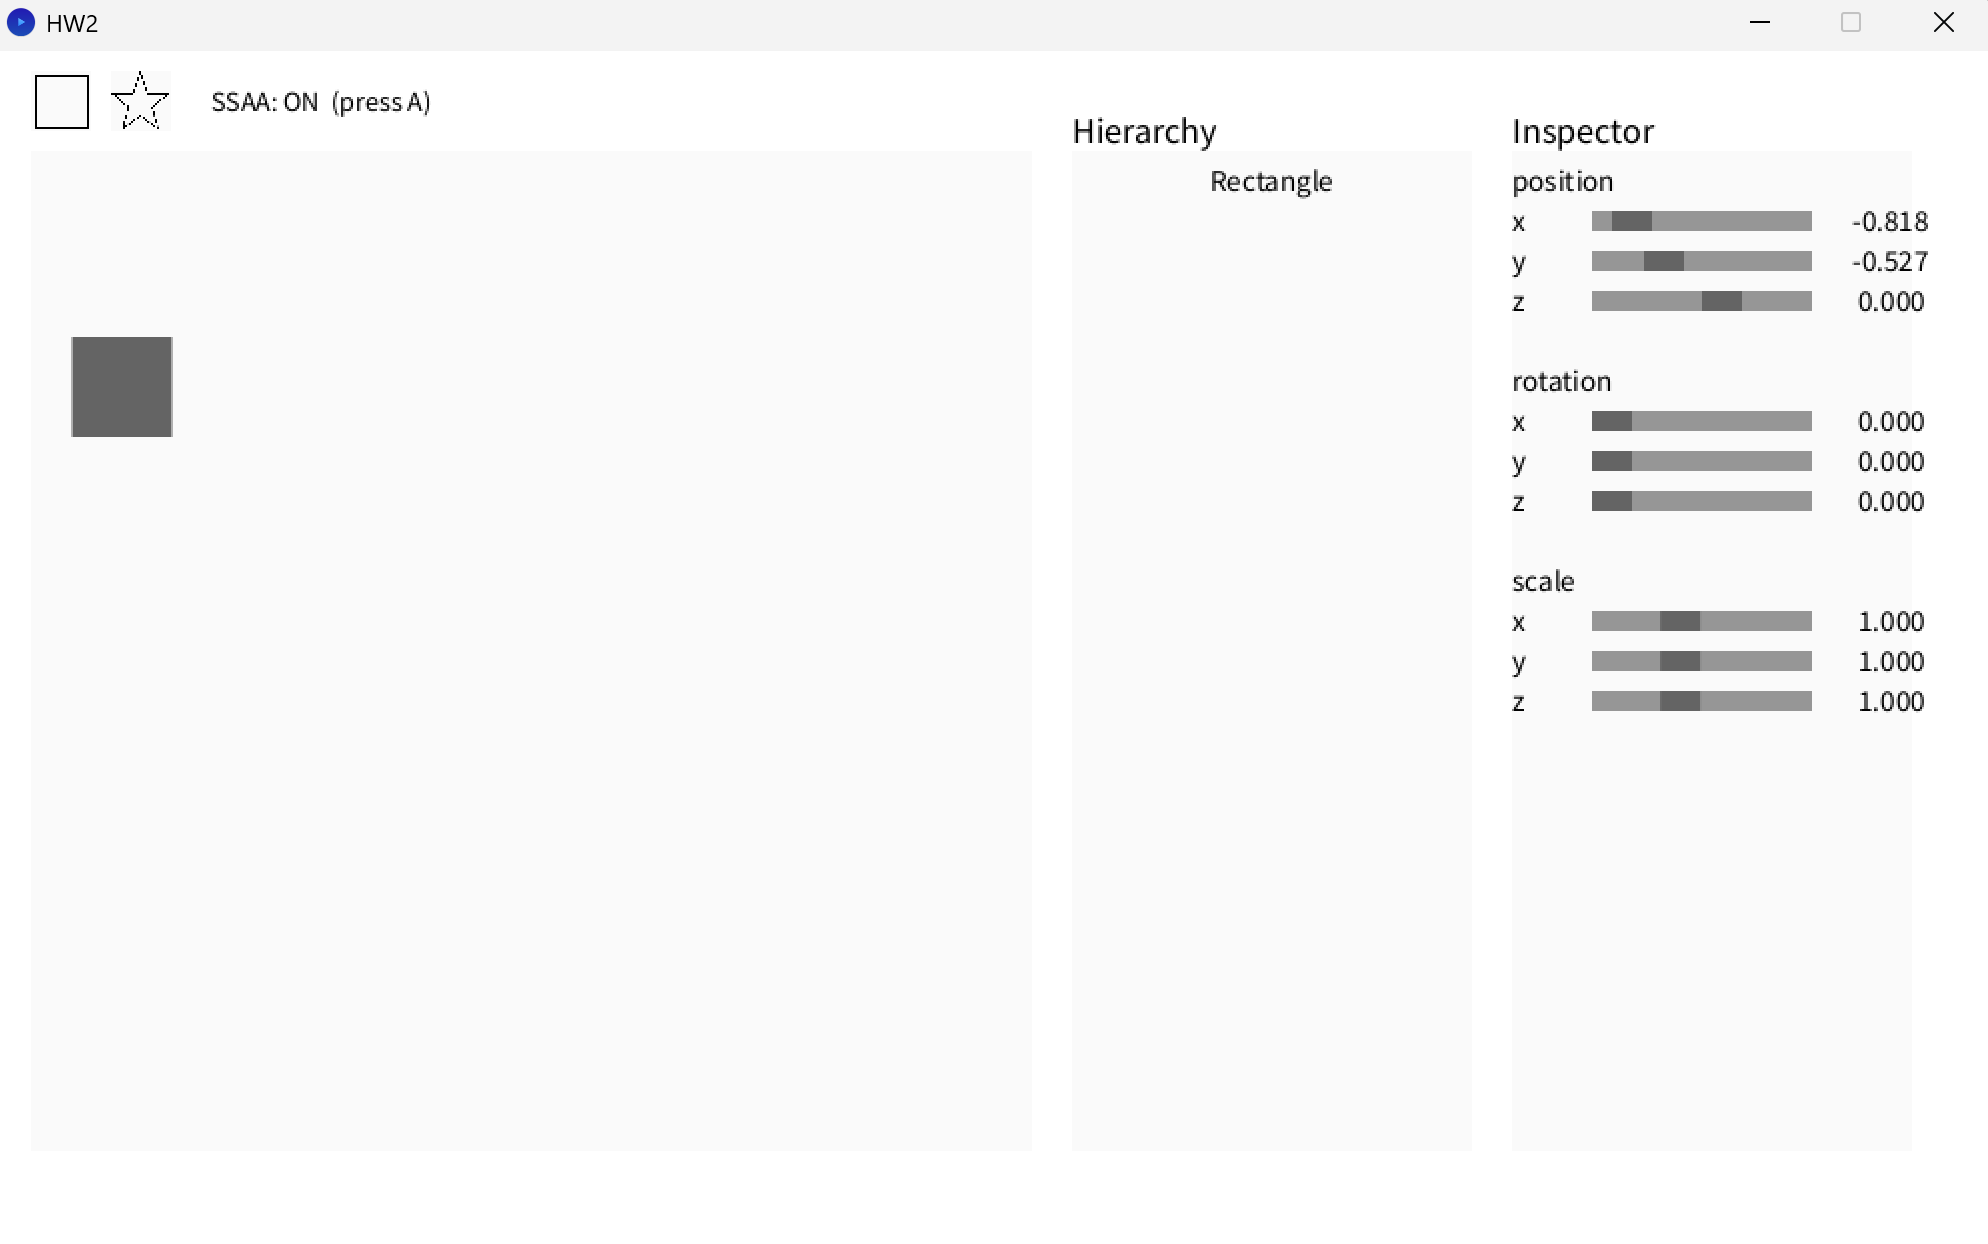 HW2
SSAA: ON  (press A)
Hierarchy
Rectangle
Inspector
position
x -0.818
y -0.527
z 0.000
rotation
x 0.000
y 0.000
z 0.000
scale
x 1.000
y 1.000
z 1.000